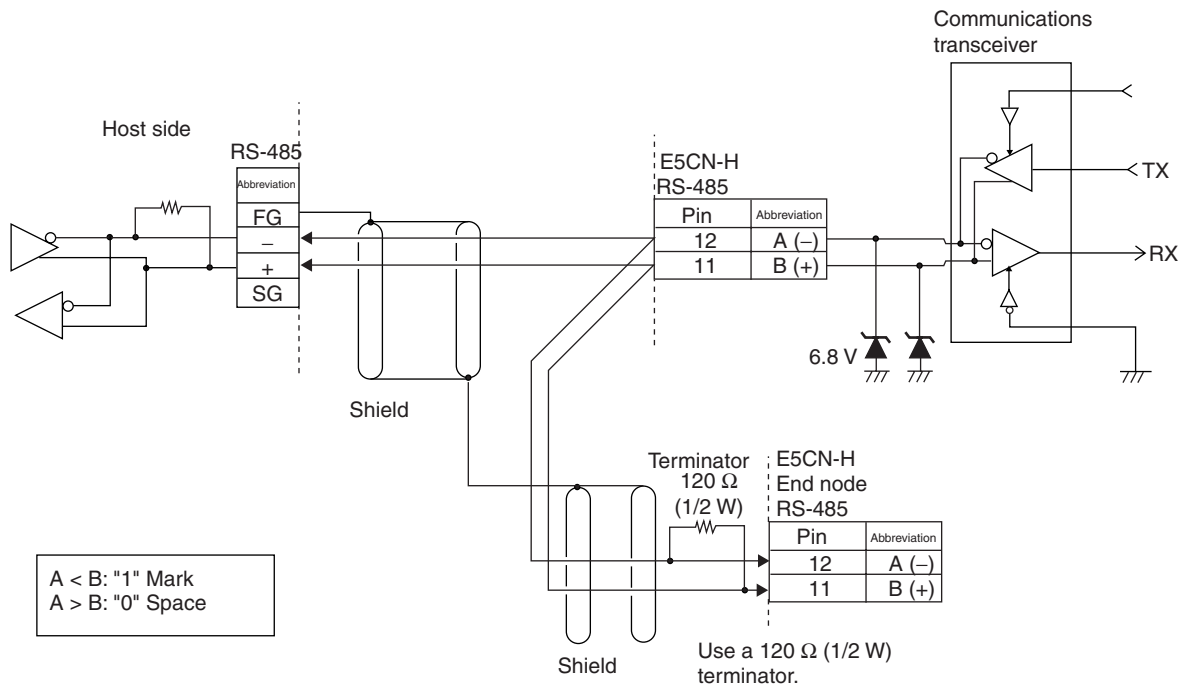 Communications
transceiver
Host side
RS-485
Abbreviation
FG
−
+
SG
Shield
E5CN-H
RS-485
Pin Abbreviation
12 A (−)
11 B (+)
TX
RX
6.8 V
Terminator
120 Ω
(1/2 W)
E5CN-H
End node
RS-485
Pin Abbreviation
12 A (−)
11 B (+)
A < B: "1" Mark
A > B: "0" Space
Shield
Use a 120 Ω (1/2 W)
terminator.